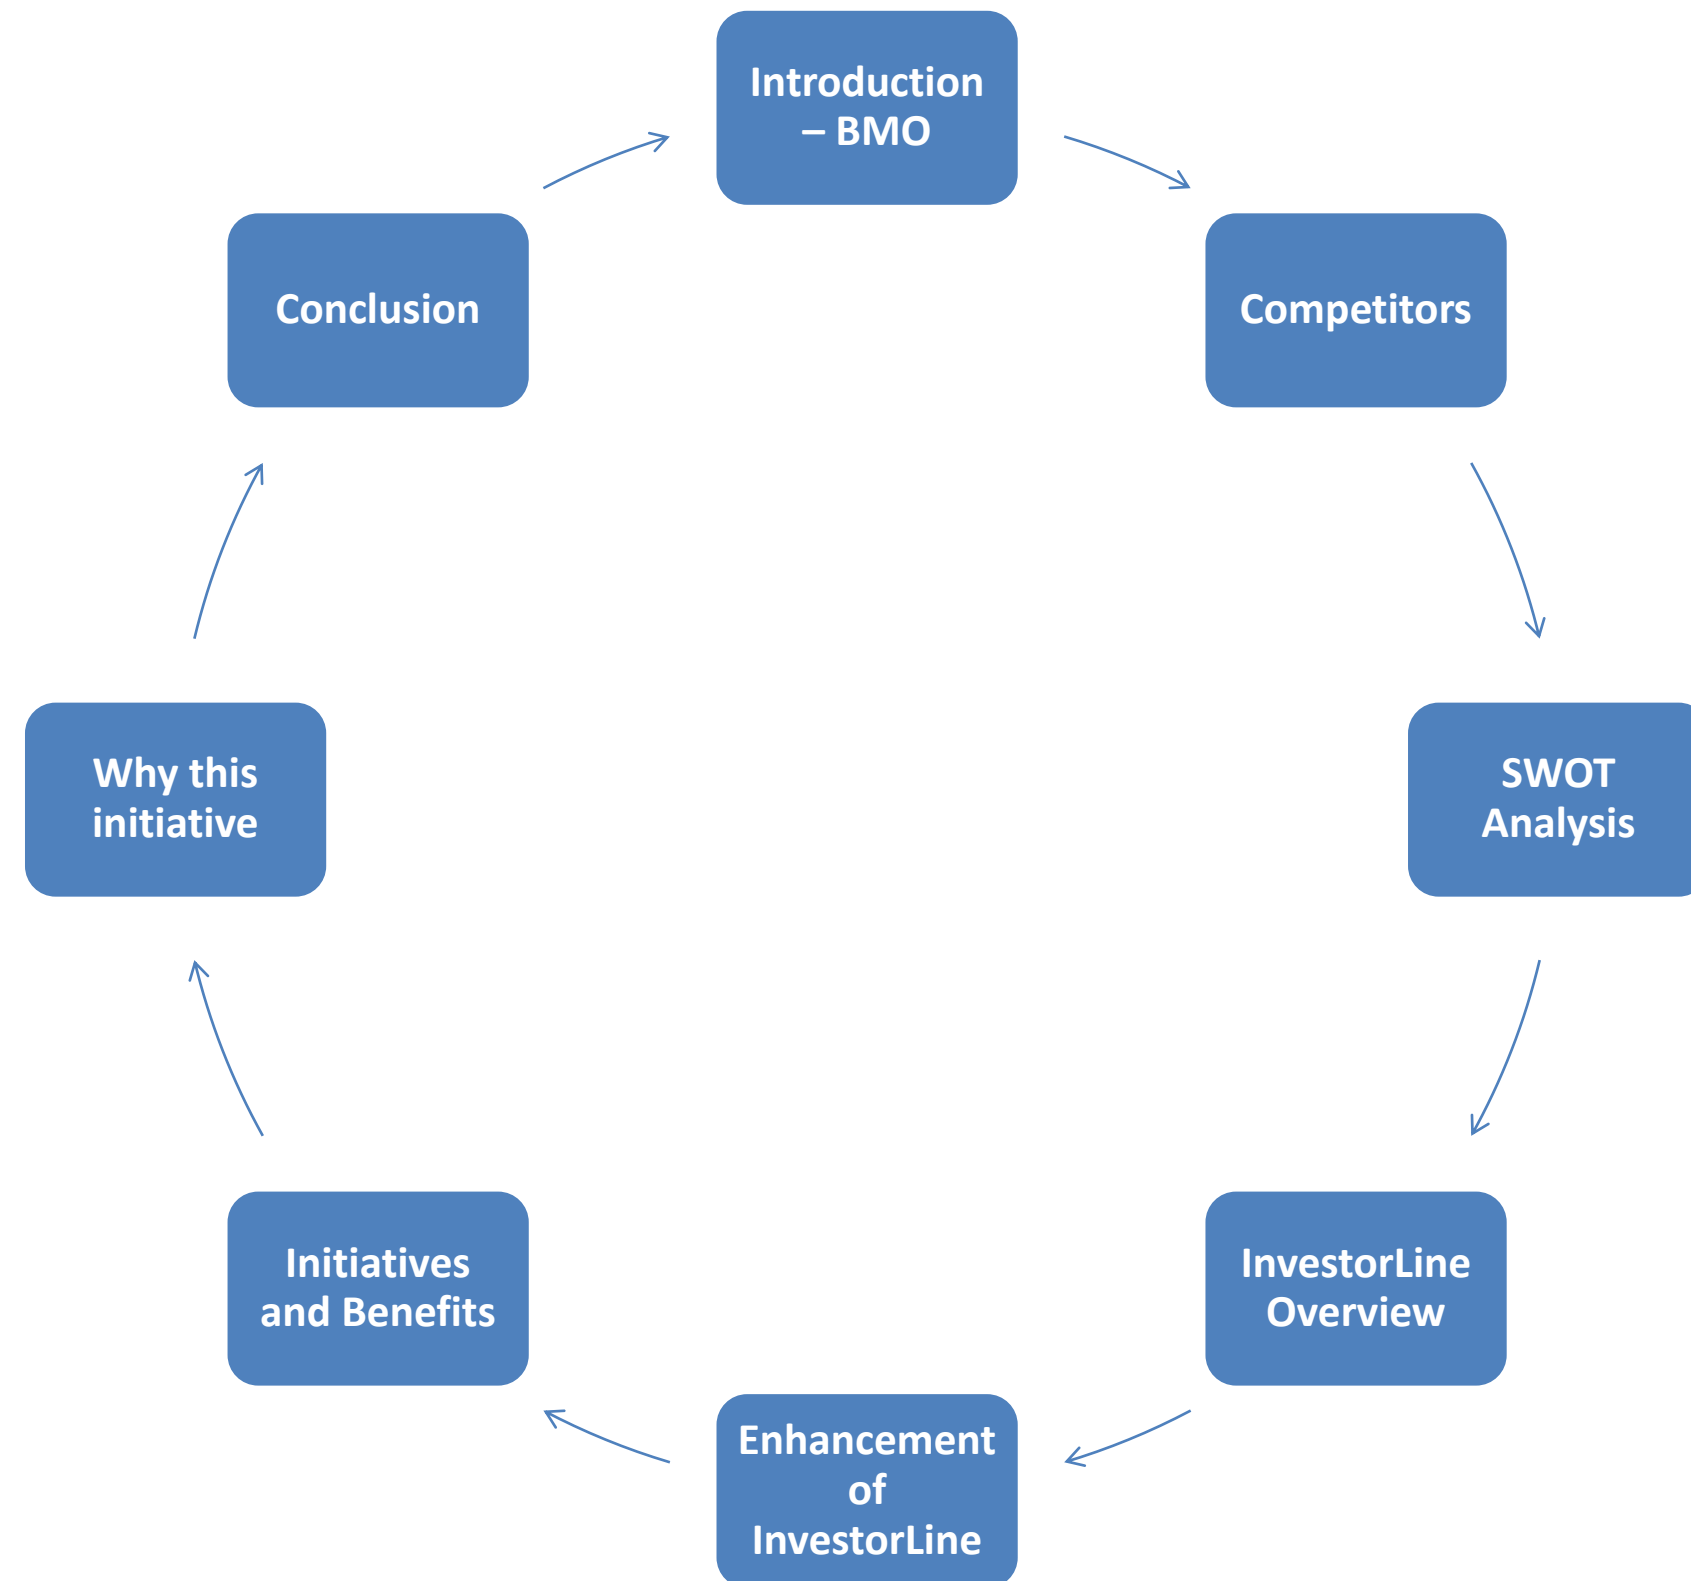 Introduction
– BMO
Competitors
SWOT
Analysis
InvestorLine
Overview
Enhancement
of
InvestorLine
Initiatives
and Benefits
Why this
initiative
Conclusion